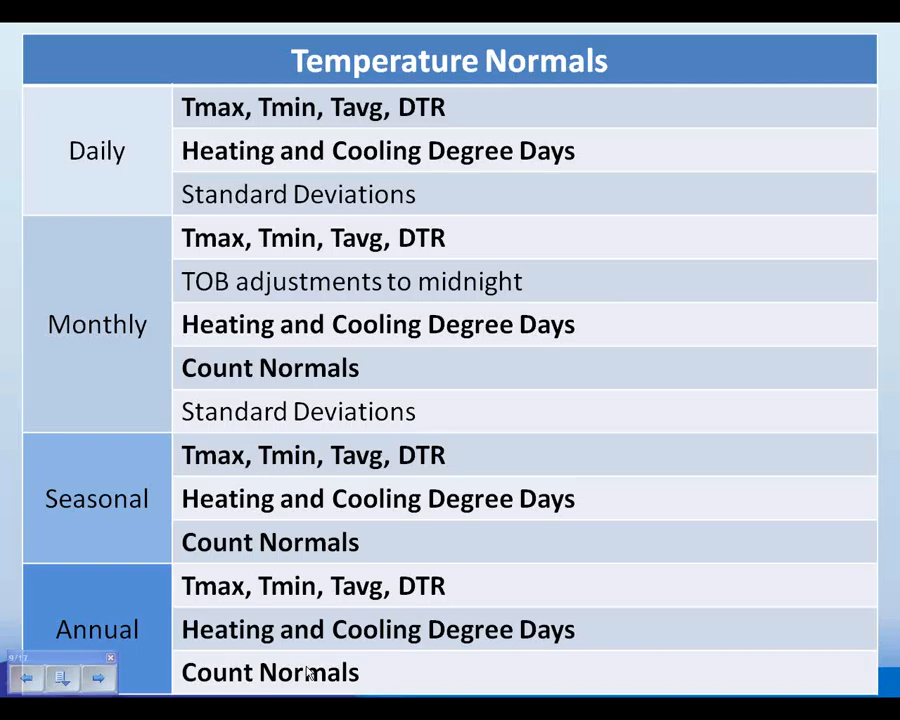 Temperature Normals
Daily
Tmax, Tmin, Tavg, DTR
Heating and Cooling Degree Days
Standard Deviations
Monthly
Tmax, Tmin, Tavg, DTR
TOB adjustments to midnight
Heating and Cooling Degree Days
Count Normals
Standard Deviations
Seasonal
Tmax, Tmin, Tavg, DTR
Heating and Cooling Degree Days
Count Normals
Annual
Tmax, Tmin, Tavg, DTR
Heating and Cooling Degree Days
Count Normals
9/17